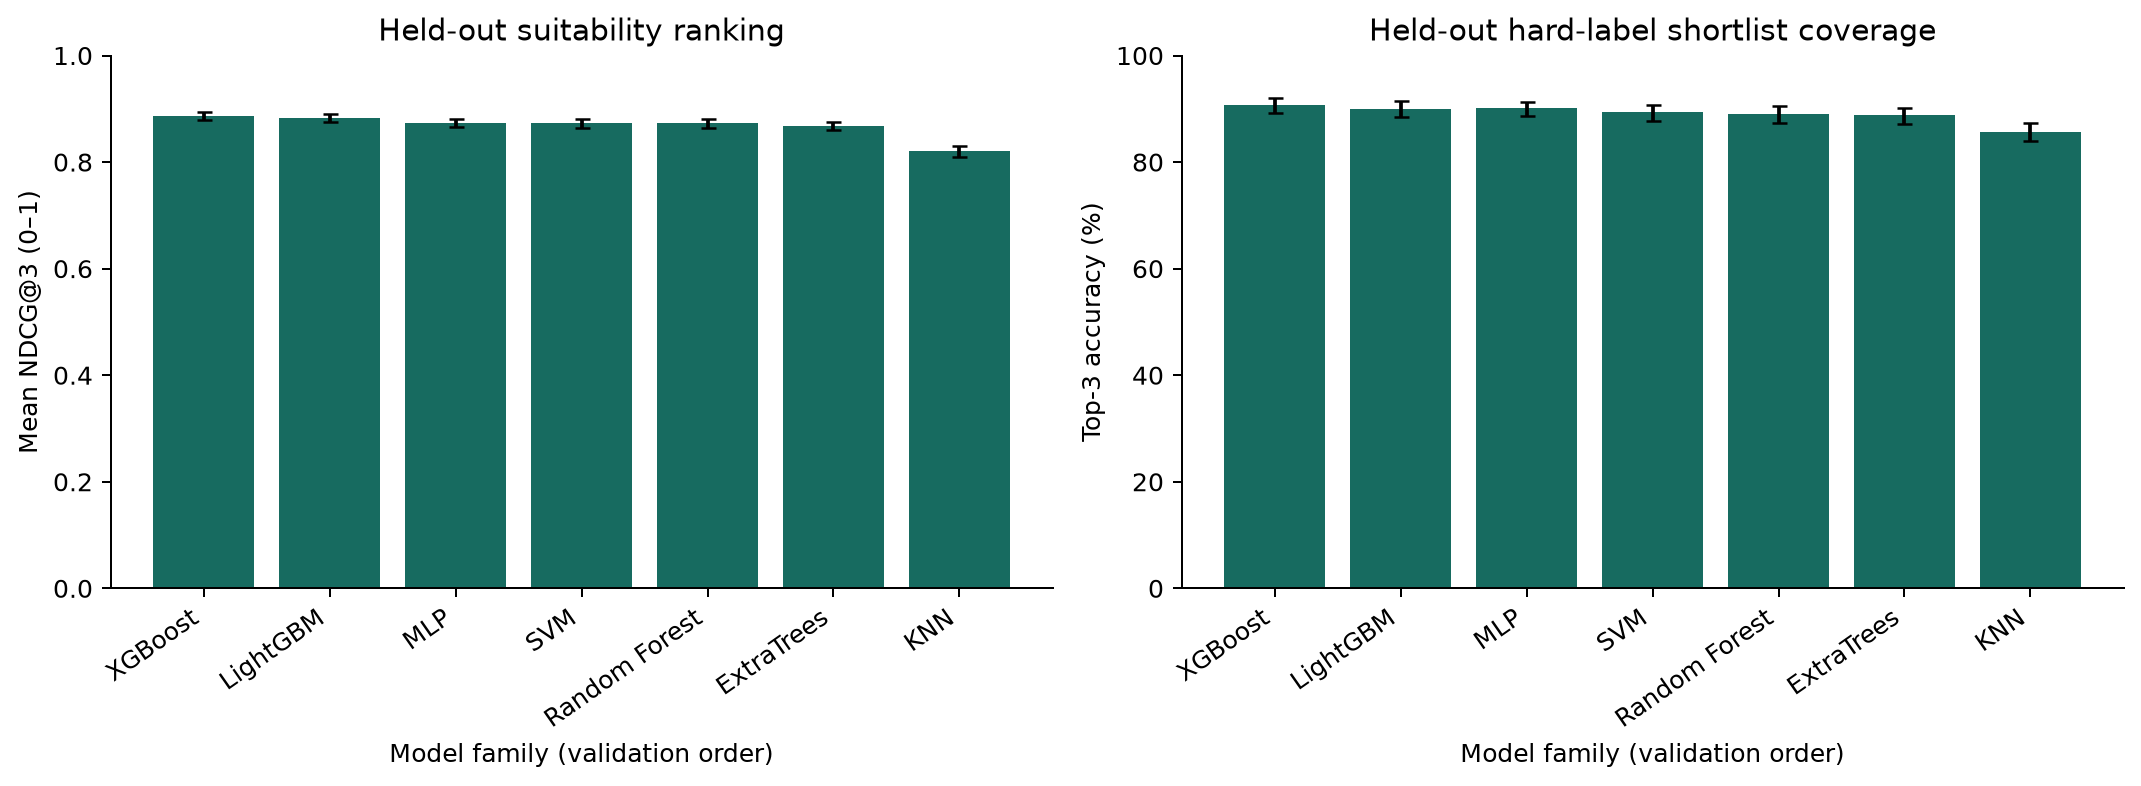 Held-out suitability ranking
Mean NDCG@3 (0–1)
1.0
0.8
0.6
0.4
0.2
0.0
XGBoost
LightGBM
MLP
SVM
Random Forest
ExtraTrees
KNN
Model family (validation order)
Held-out hard-label shortlist coverage
Top-3 accuracy (%)
100
80
60
40
20
0
XGBoost
LightGBM
MLP
SVM
Random Forest
ExtraTrees
KNN
Model family (validation order)